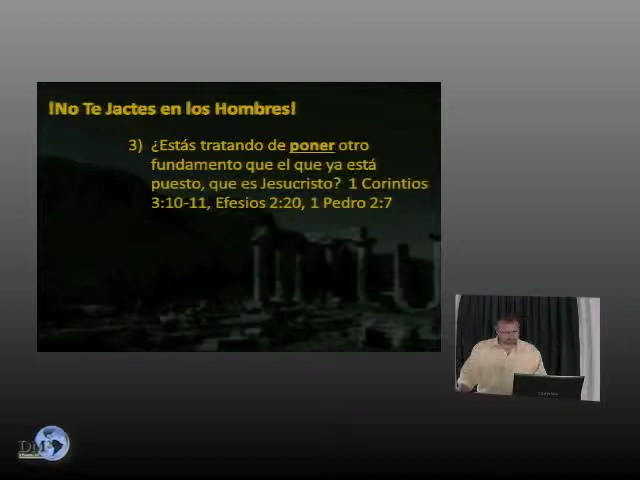 ¡No Te Jactes en los Hombres!
3) ¿Estás tratando de poner otro
fundamento que el que ya está
puesto, que es Jesucristo? 1 Corintios
3:10-11, Efesios 2:20, 1 Pedro 2:7